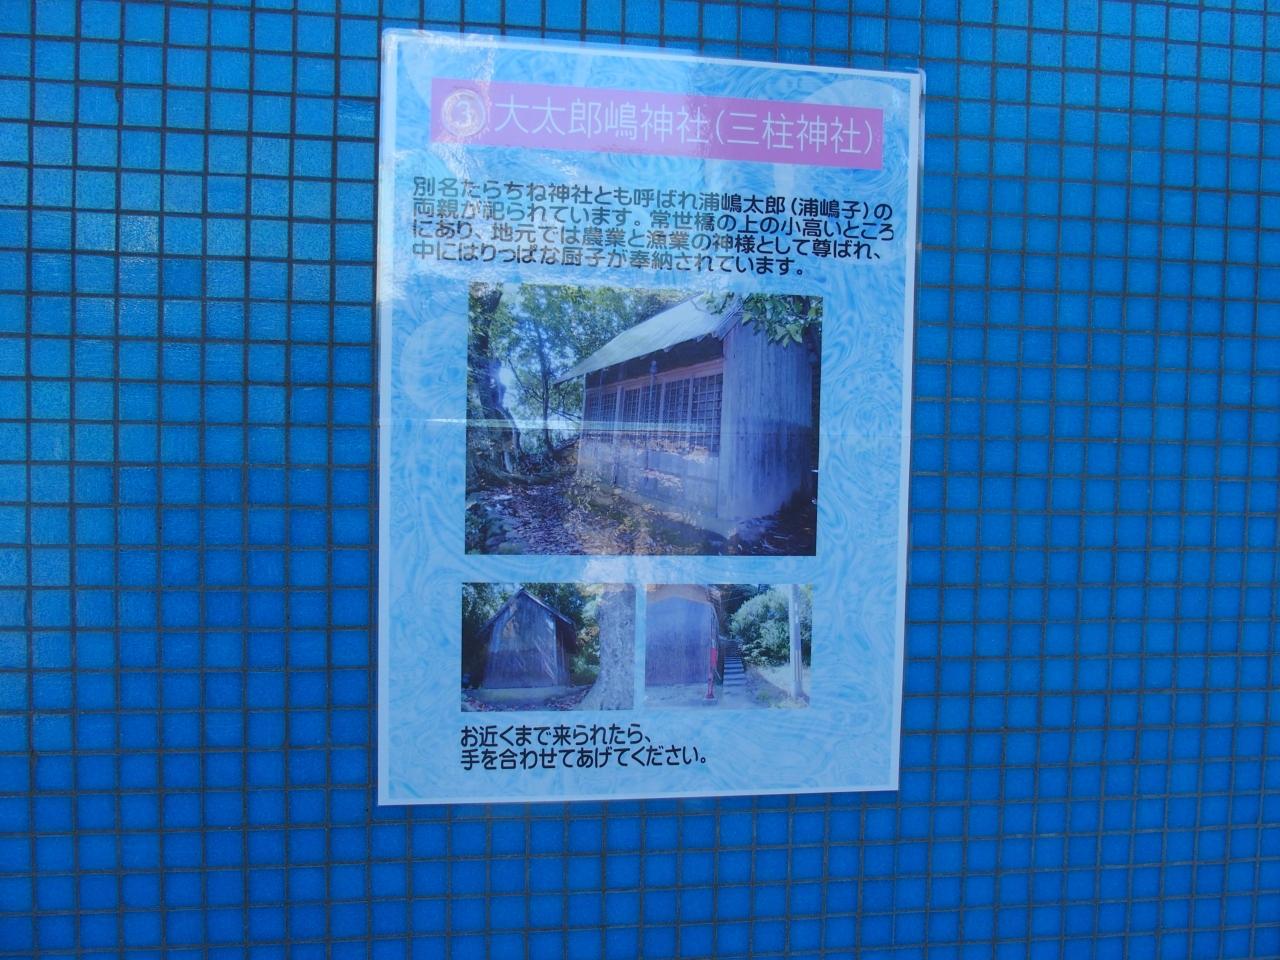 ③大太郎嶋神社(三柱神社)
別名たらちね神社とも呼ばれ浦嶋太郎(浦嶋子)の
両親が祀られています。常世橋の上の小高いところ
にあり、地元では農業と漁業の神様として尊ばれ、
中にはりっぱな厨子が奉納されています。
お近くまで来られたら、
手を合わせてあげてください。